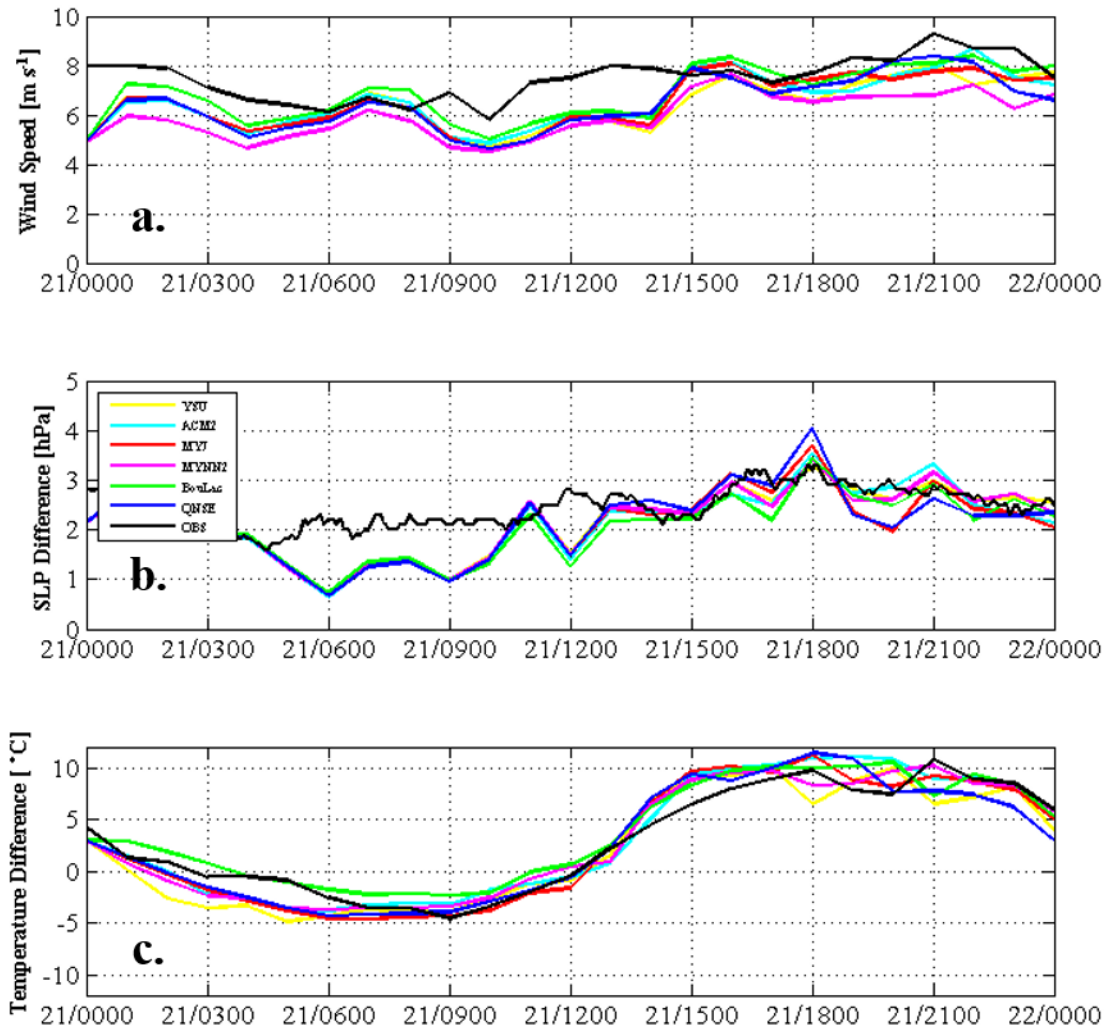 10
8
6
4
2
0
Wind Speed [m s⁻¹]
a.
21/0000 21/0300 21/0600 21/0900 21/1200 21/1500 21/1800 21/2100 22/0000
5
4
3
2
1
0
SLP Difference [hPa]
YSU
ACM2
MYJ
MYNN2
BouLac
QNSE
OBS
b.
21/0000 21/0300 21/0600 21/0900 21/1200 21/1500 21/1800 21/2100 22/0000
10
5
0
-5
-10
Temperature Difference [ °C]
c.
21/0000 21/0300 21/0600 21/0900 21/1200 21/1500 21/1800 21/2100 22/0000